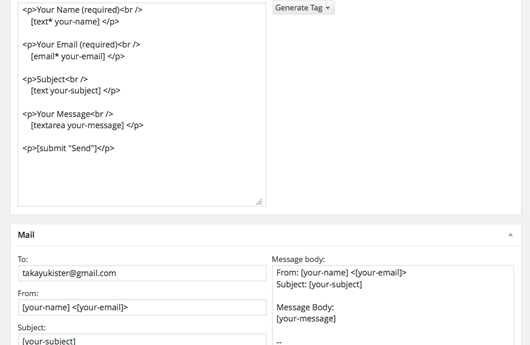 <p>Your Name (required)<br />
[text* your-name] </p>
Generate Tag
<p>Your Email (required)<br />
[email* your-email] </p>
<p>Subject<br />
[text your-subject] </p>
<p>Your Message<br />
[textarea your-message] </p>
<p>[submit "Send"]</p>
Mail
To:
takayukister@gmail.com
From:
[your-name] <[your-email]>
Subject:
[your-subject]
Message body:
From: [your-name] <[your-email]>
Subject: [your-subject]
Message Body:
[your-message]
--